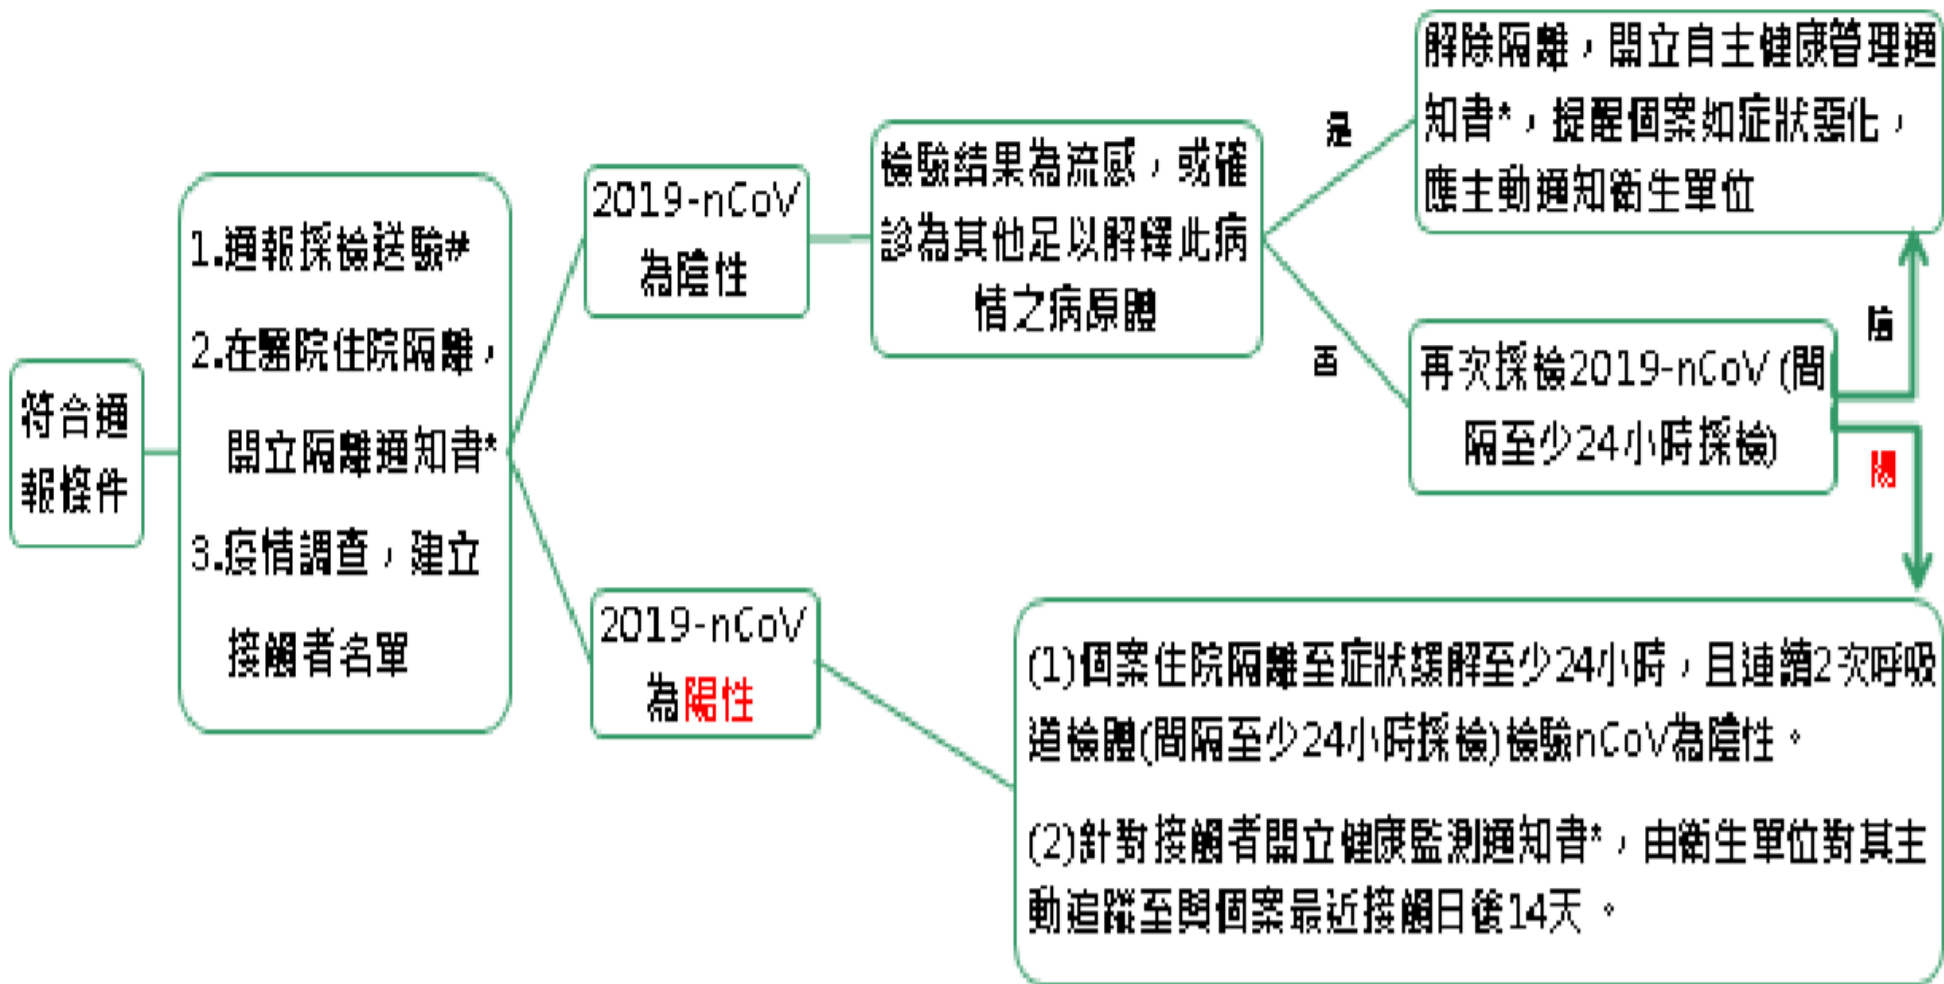 符合通
報條件
1.通報採檢送驗#
2.在醫院住院隔離，
開立隔離通知書*
3.疫情調查，建立
接觸者名單
2019-nCoV
為陰性
檢驗結果為流感，或確
診為其他足以解釋此病
情之病原體
是
解除隔離，開立自主健康管理通
知書*，提醒個案如症狀惡化，
應主動通知衛生單位
否
再次採檢2019-nCoV (間
隔至少24小時採檢)
陰
陽
2019-nCoV
為陽性
(1)個案住院隔離至症狀緩解至少24小時，且連續2次呼吸
道檢體(間隔至少24小時採檢)檢驗nCoV為陰性。
(2)針對接觸者開立健康監測通知書*，由衛生單位對其主
動追蹤至與個案最近接觸日後14天。